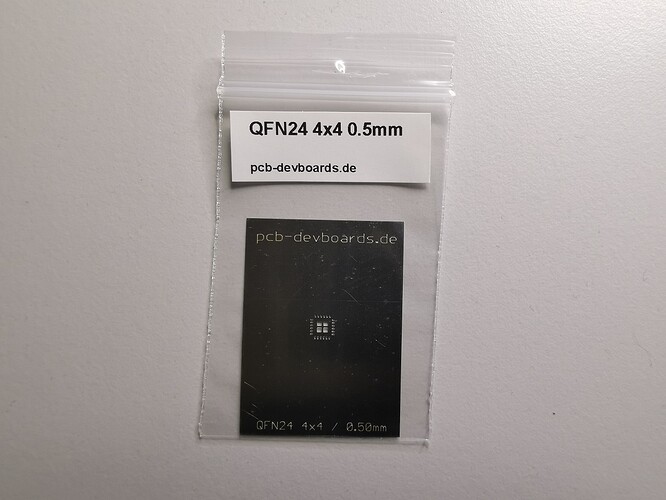 QFN24 4x4 0.5mm
pcb-devboards.de
pcb-devboards.de
QFN24 4x4 / 0.50mm